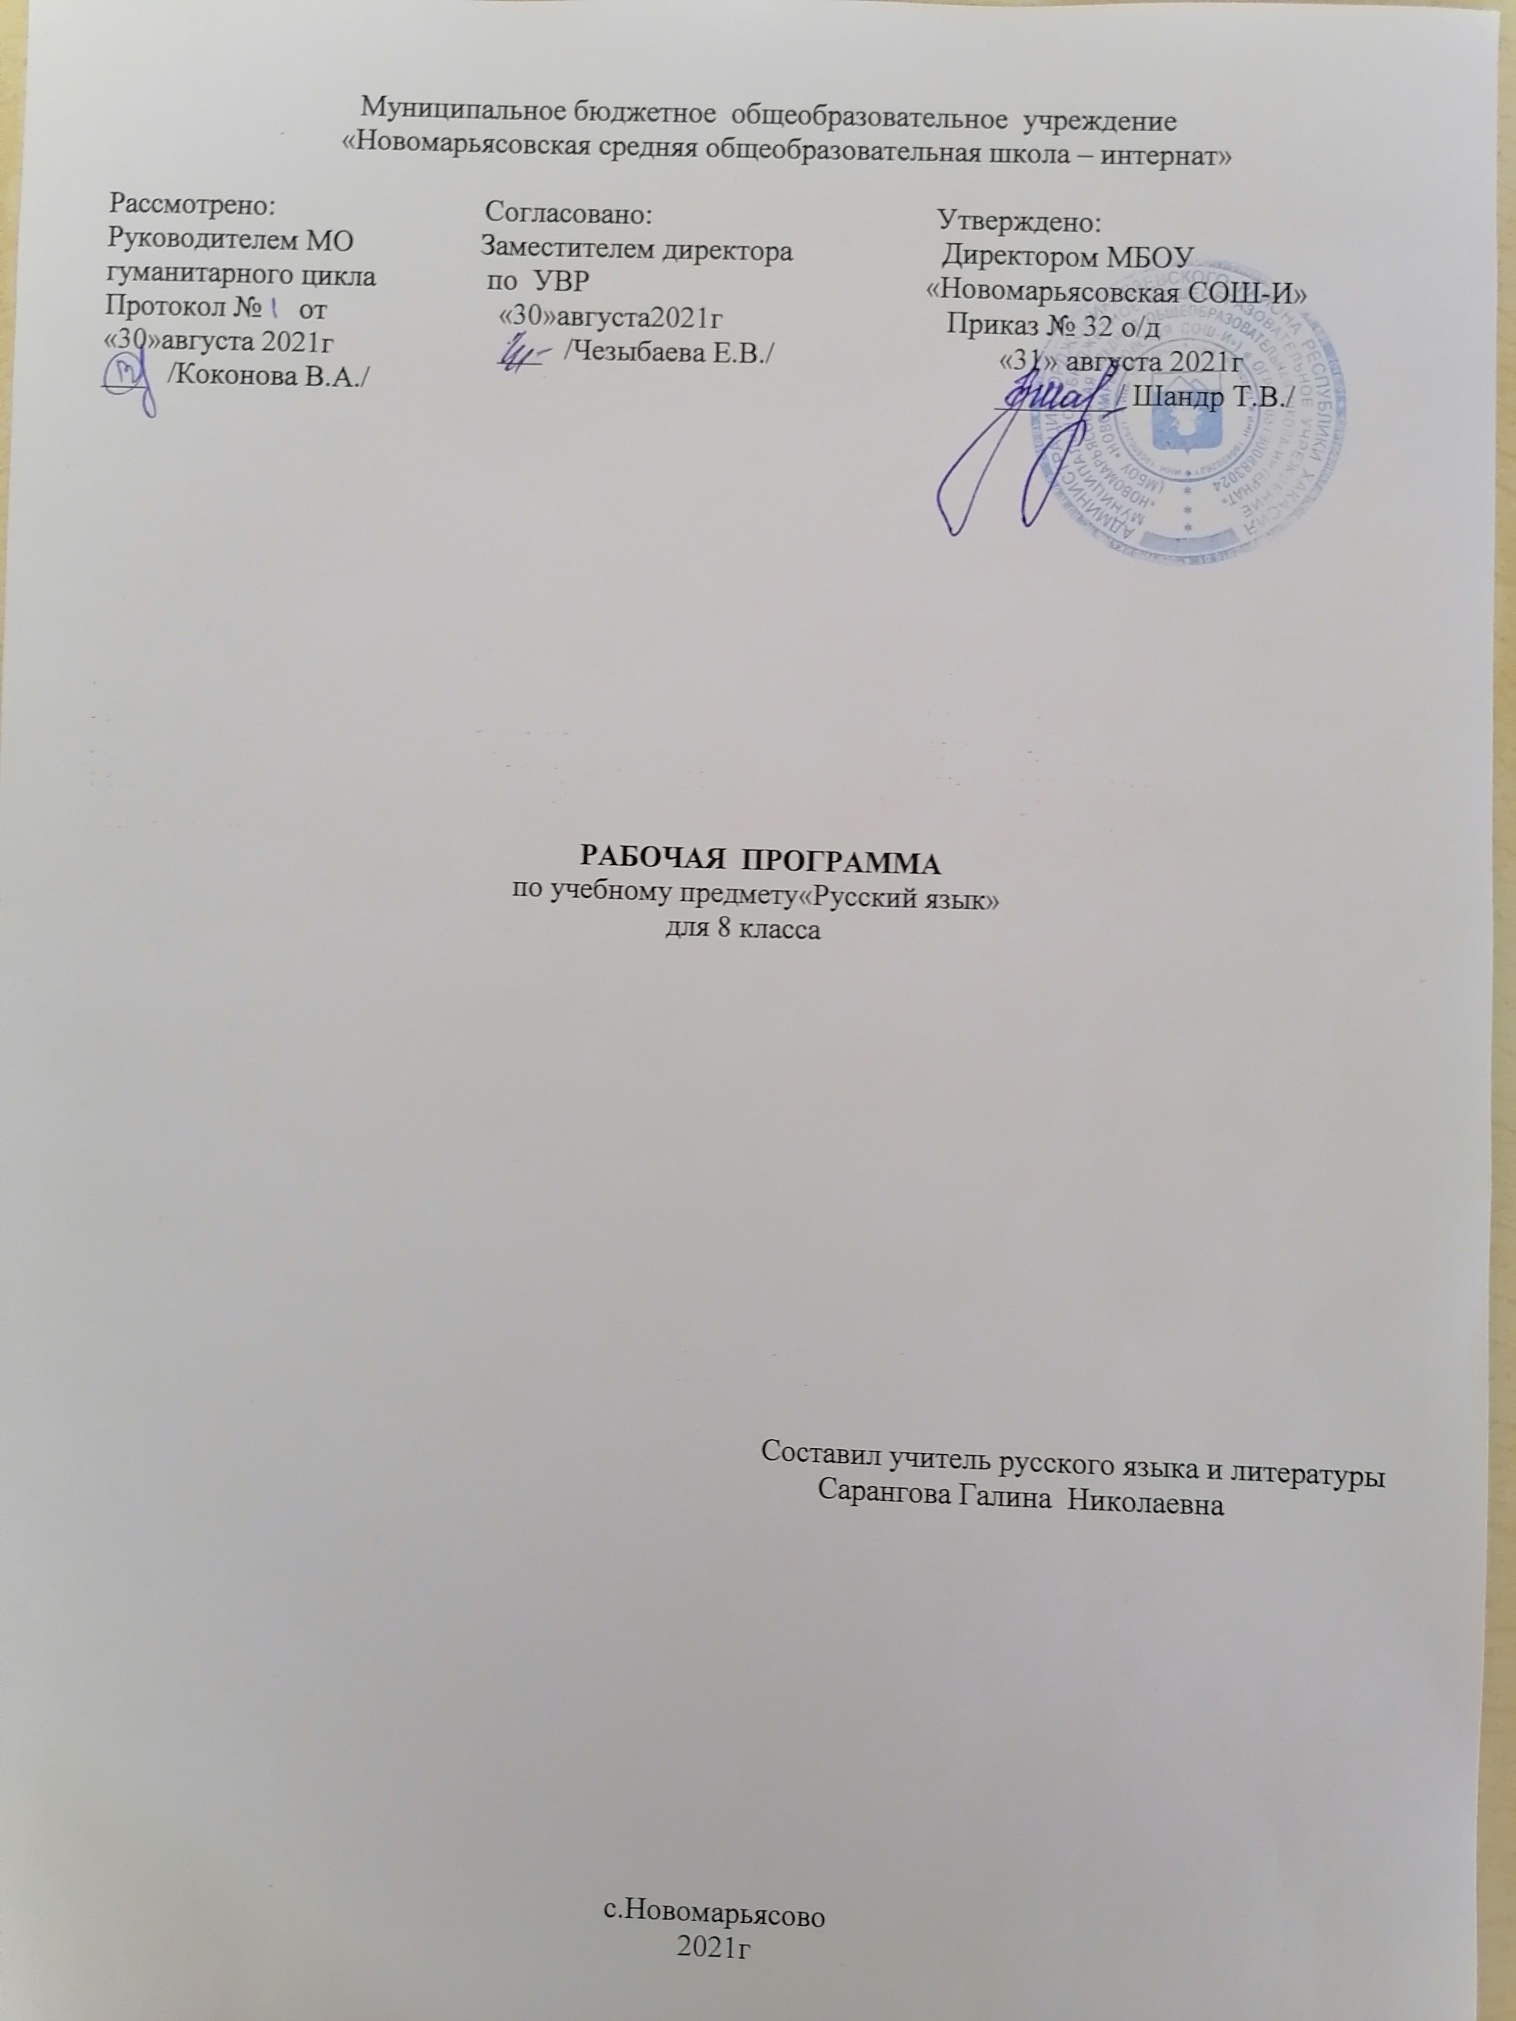 Муниципальное бюджетное общеобразовательное учреждение
«Новомарьясовская средняя общеобразовательная школа – интернат»
Рассмотрено:
Руководителем МО
гуманитарного цикла
Протокол № 1 от
«30»августа 2021г
/Коконова В.А./
Согласовано:
Заместителем директора
по УВР
«30»августа2021г
/Чезыбаева Е.В./
Утверждено:
Директором МБОУ
«Новомарьясовская СОШ-И»
Приказ № 32 о/д
«31» августа 2021г
/ Шандр Т.В./
РАБОЧАЯ ПРОГРАММА
по учебному предмету«Русский язык»
для 8 класса
Составил учитель русского языка и литературы
Сарангова Галина Николаевна
с.Новомарьясово
2021г